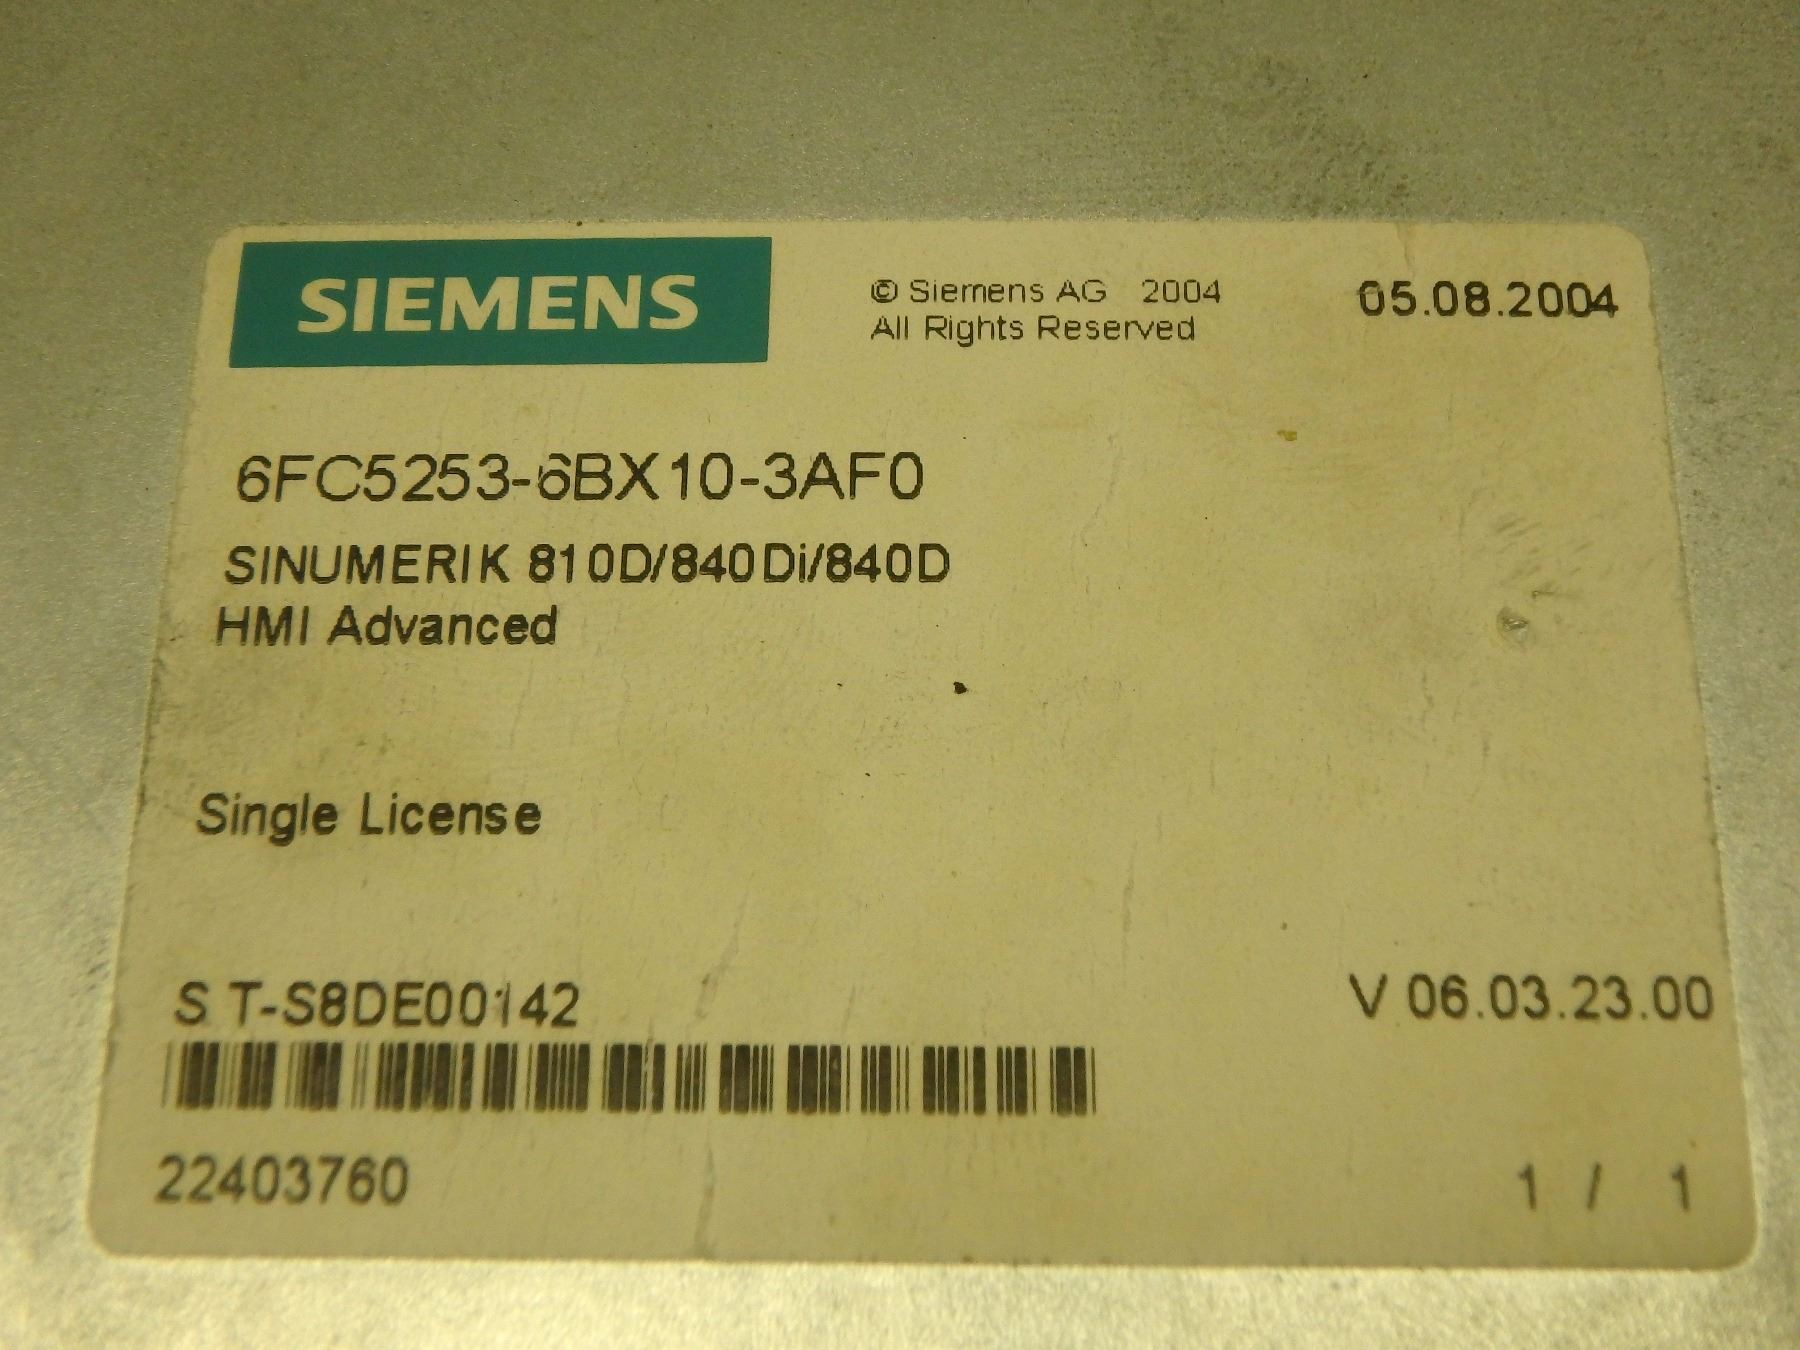 SIEMENS
© Siemens AG 2004
All Rights Reserved
05.08.2004
6FC5253-6BX10-3AF0
SINUMERIK 810D/840Di/840D
HMI Advanced
Single License
S T-S8DE00142
V 06.03.23.00
22403760
1 / 1